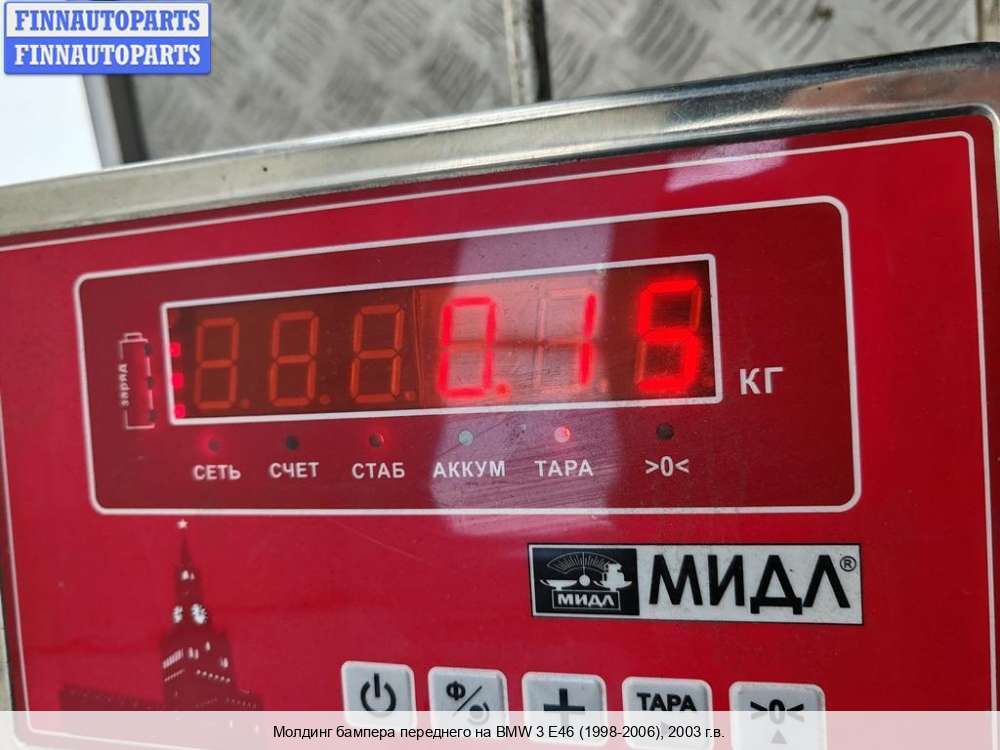 FINNAUTOPARTS
FINNAUTOPARTS
0.15
КГ
заряд
СЕТЬ СЧЕТ СТАБ АККУМ ТАРА >0<
МИДЛ МИДЛ®
Ф/ + ТАРА >0<
Молдинг бампера переднего на BMW 3 E46 (1998-2006), 2003 г.в.